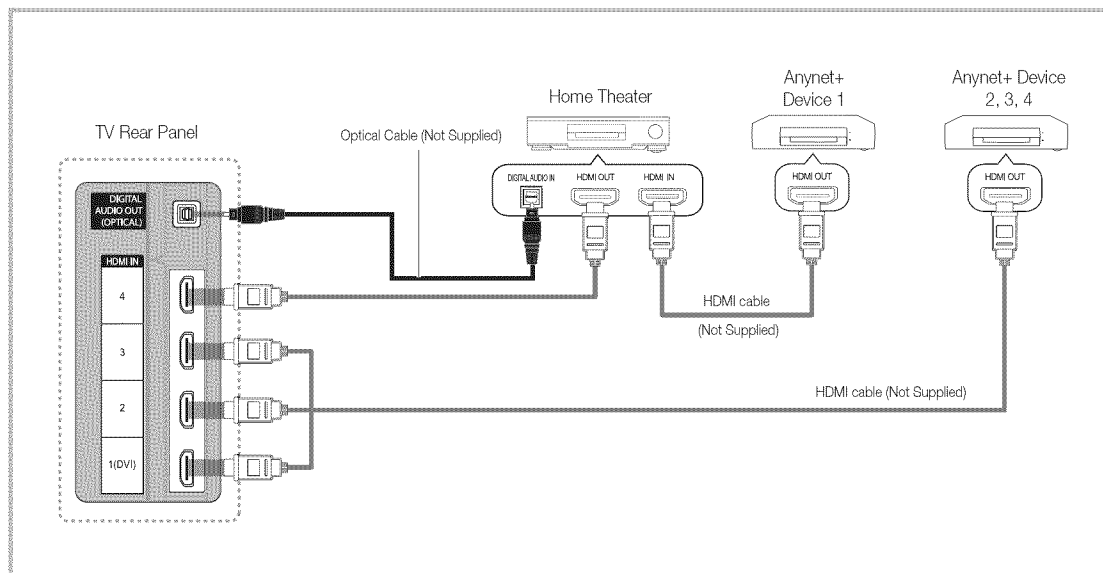 Anynet+
Device 1
Anynet+ Device
2, 3, 4
Home Theater
TV Rear Panel
Optical Cable (Not Supplied)
DIGITAL AUDIO IN
HDMI OUT
HDMI IN
HDMI OUT
HDMI OUT
DIGITAL
AUDIO OUT
(OPTICAL)
HDMI IN
4
3
2
1(DVI)
HDMI cable
(Not Supplied)
HDMI cable (Not Supplied)